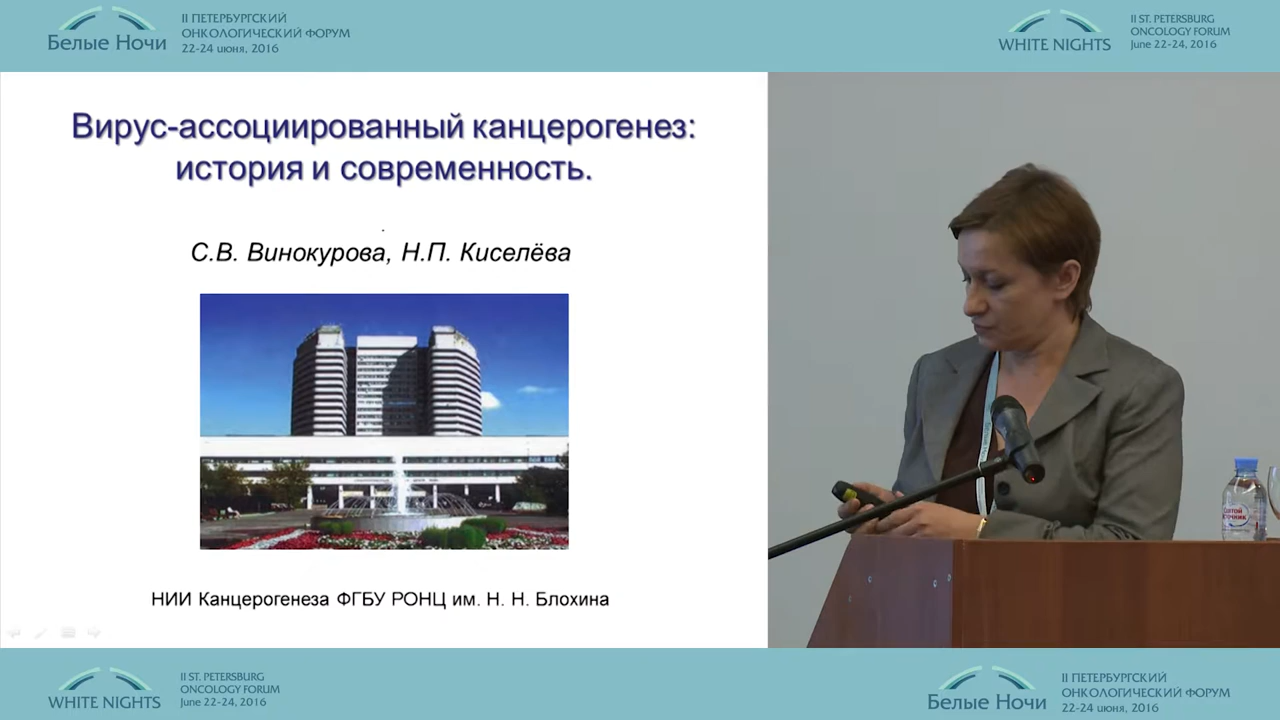 Белые Ночи
II ПЕТЕРБУРГСКИЙ
ОНКОЛОГИЧЕСКИЙ ФОРУМ
22-24 июня, 2016
WHITE NIGHTS
II ST. PETERSBURG
ONCOLOGY FORUM
June 22-24, 2016
Вирус-ассоциированный канцерогенез:
история и современность.
С.В. Винокурова, Н.П. Киселёва
НИИ Канцерогенеза ФГБУ РОНЦ им. Н. Н. Блохина
WHITE NIGHTS
II ST. PETERSBURG
ONCOLOGY FORUM
June 22-24, 2016
Белые Ночи
II ПЕТЕРБУРГСКИЙ
ОНКОЛОГИЧЕСКИЙ ФОРУМ
22-24 июня, 2016